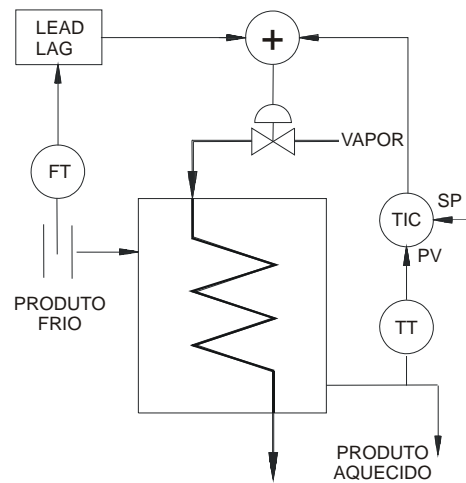 LEAD
LAG
+
VAPOR
FT
SP
TIC
PV
PRODUTO
FRIO
TT
PRODUTO
AQUECIDO